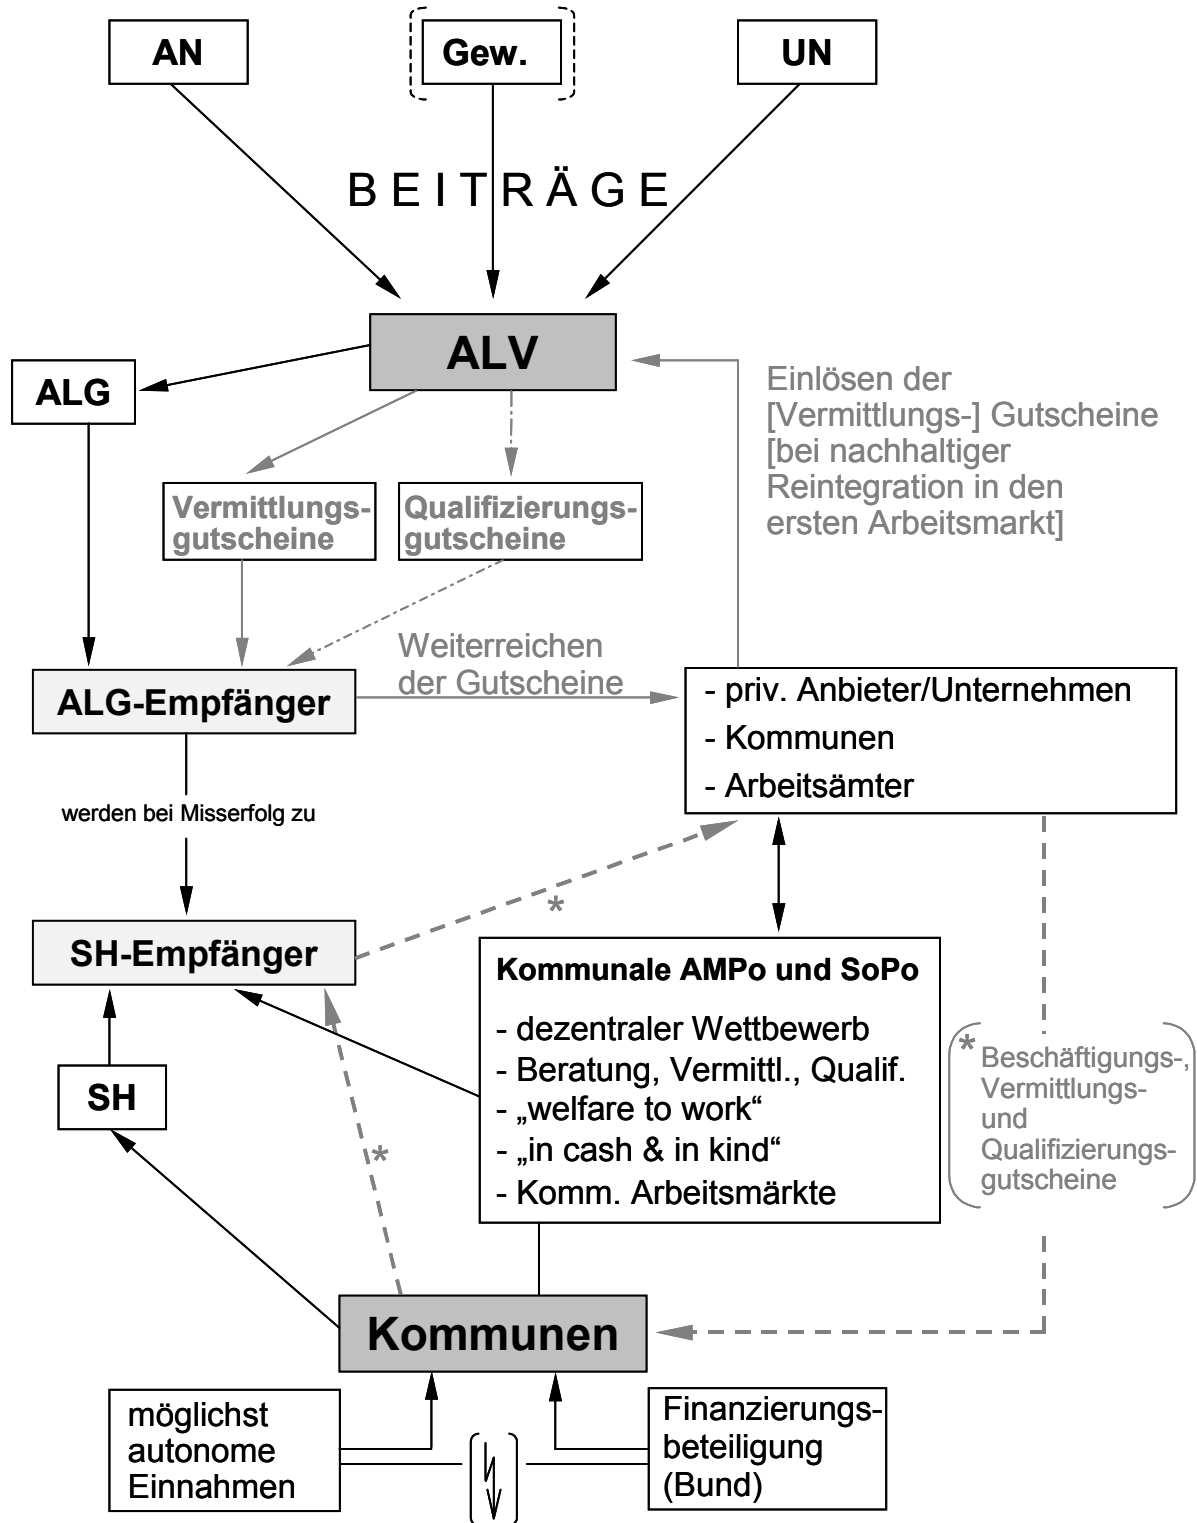 AN
Gew.
UN
BEITRÄGE
ALV
ALG
Einlösen der
[Vermittlungs-] Gutscheine
[bei nachhaltiger
Reintegration in den
ersten Arbeitsmarkt]
Vermittlungs-
gutscheine
Qualifizierungs-
gutscheine
Weiterreichen
der Gutscheine
ALG-Empfänger
- priv. Anbieter/Unternehmen
- Kommunen
- Arbeitsämter
werden bei Misserfolg zu
*
SH-Empfänger
Kommunale AMPo und SoPo
- dezentraler Wettbewerb
- Beratung, Vermittl., Qualif.
- „welfare to work“
- „in cash & in kind“
- Komm. Arbeitsmärkte
* Beschäftigungs-,
Vermittlungs-
und
Qualifizierungs-
gutscheine
SH
*
Kommunen
möglichst
autonome
Einnahmen
Finanzierungs-
beteiligung
(Bund)